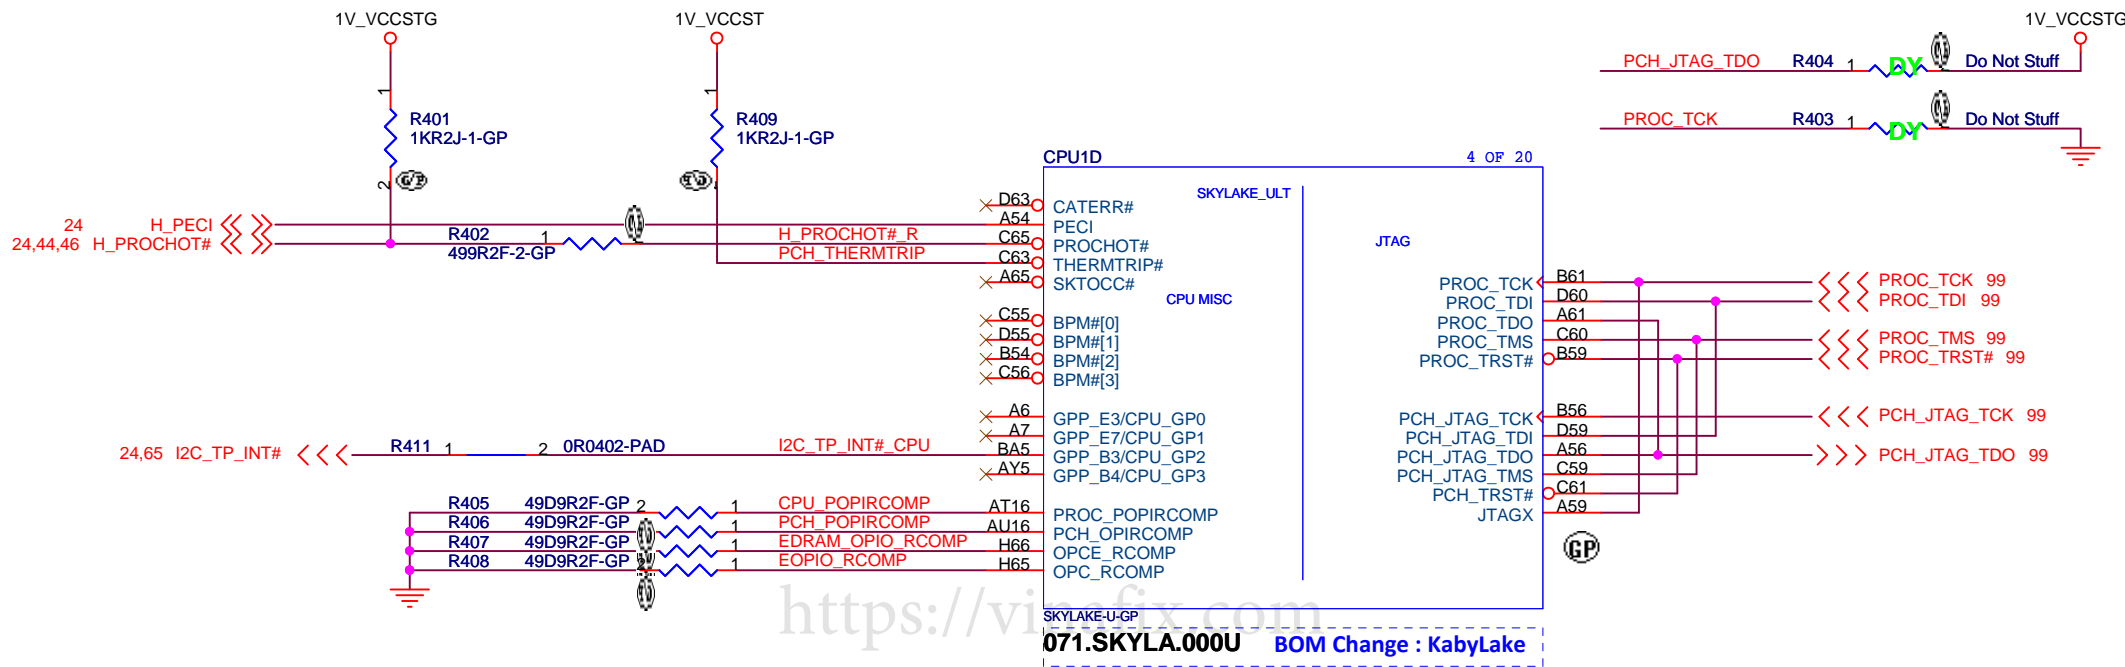 1V_VCCSTG
1V_VCCST
1V_VCCSTG
PCH_JTAG_TDO R404 1 DY Do Not Stuff
PROC_TCK R403 1 DY Do Not Stuff
1
R401
1KR2J-1-GP
2
1
R409
1KR2J-1-GP
CPU1D
4 OF 20
SKYLAKE_ULT
JTAG
CPU MISC
24 H_PECI
24,44,46 H_PROCHOT#
R402 1
499R2F-2-GP
H_PROCHOT#_R
PCH_THERMTRIP
D63 CATERR#
A54 PECI
C65 PROCHOT#
C63 THERMTRIP#
A65 SKTOCC#
C55 BPM#[0]
D55 BPM#[1]
B54 BPM#[2]
C56 BPM#[3]
A6 GPP_E3/CPU_GP0
A7 GPP_E7/CPU_GP1
24,65 I2C_TP_INT# R411 1 2 0R0402-PAD I2C_TP_INT#_CPU BA5 GPP_B3/CPU_GP2
AY5 GPP_B4/CPU_GP3
R405 49D9R2F-GP 2 1 CPU_POPIRCOMP AT16 PROC_POPIRCOMP
R406 49D9R2F-GP 1 PCH_POPIRCOMP AU16 PCH_OPIRCOMP
R407 49D9R2F-GP 1 EDRAM_OPIO_RCOMP H66 OPCE_RCOMP
R408 49D9R2F-GP 1 EOPIO_RCOMP H65 OPC_RCOMP
PROC_TCK B61 PROC_TCK 99
PROC_TDI D60 PROC_TDI 99
PROC_TDO A61
PROC_TMS C60 PROC_TMS 99
PROC_TRST# B59 PROC_TRST# 99
PCH_JTAG_TCK B56 PCH_JTAG_TCK 99
PCH_JTAG_TDI D59
PCH_JTAG_TDO A56 PCH_JTAG_TDO 99
PCH_JTAG_TMS C59
PCH_TRST# C61
JTAGX A59
GP
https://vinafix.com
SKYLAKE-U-GP
071.SKYLA.000U BOM Change : KabyLake